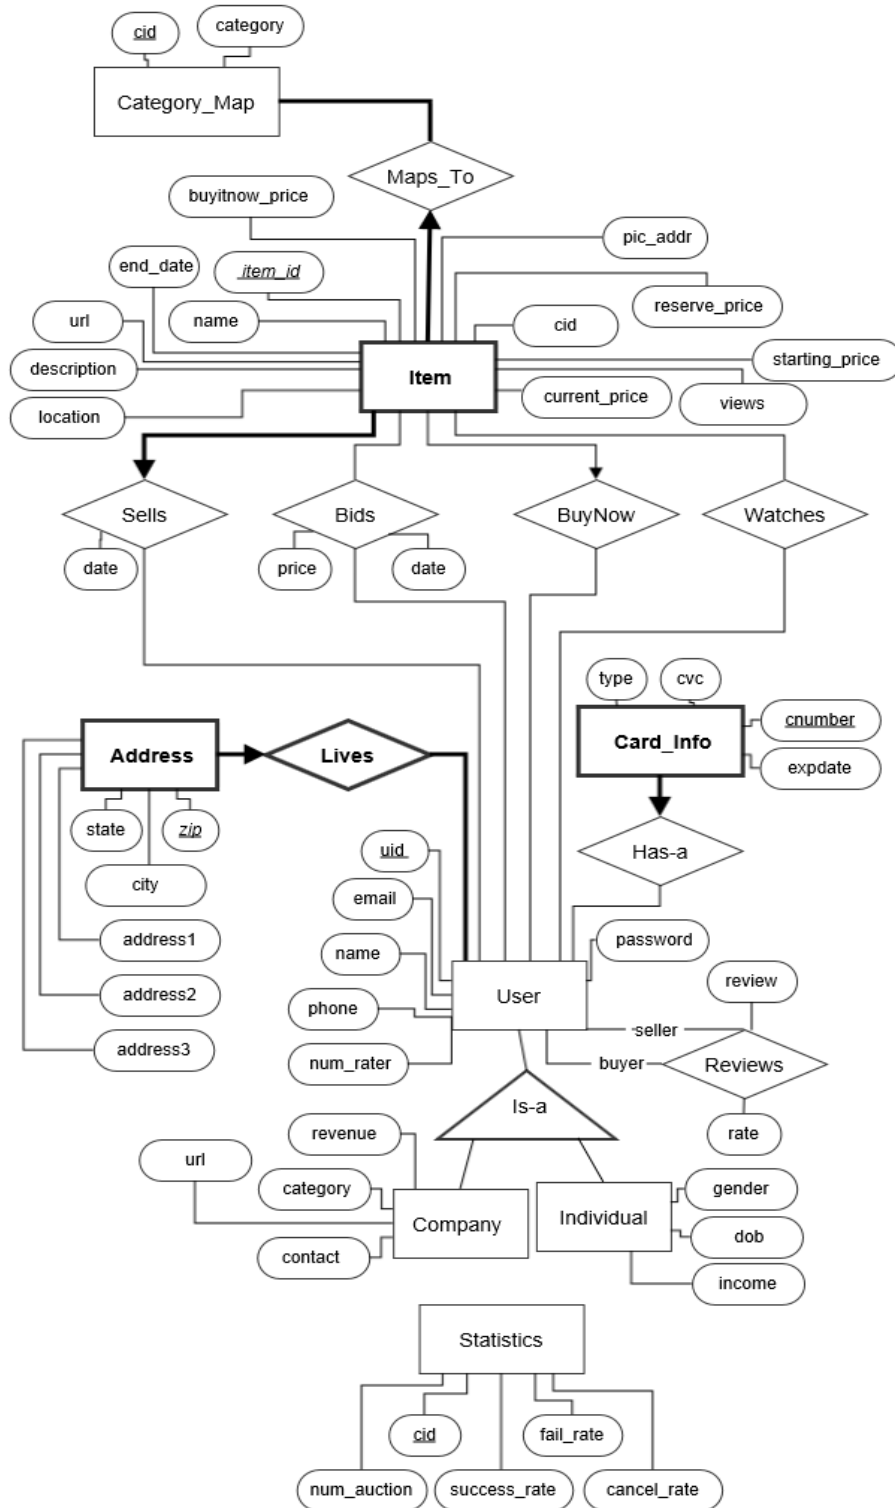 cid
category
Category_Map
Maps_To
buyitnow_price
pic_addr
end_date
item_id
reserve_price
url
name
cid
starting_price
description
Item
current_price
views
location
Sells
Bids
BuyNow
Watches
date
price
date
type
cvc
Address
Lives
Card_Info
cnumber
expdate
state
zip
uid
Has-a
city
email
address1
name
password
address2
phone
User
review
seller
address3
num_rater
buyer
Reviews
Is-a
revenue
rate
url
category
gender
Company
Individual
contact
dob
income
Statistics
cid
fail_rate
num_auction
success_rate
cancel_rate